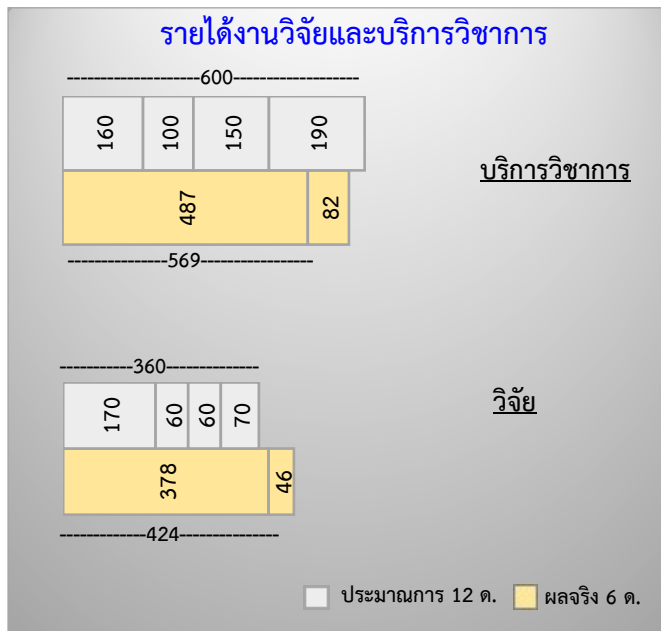 รายได้งานวิจัยและบริการวิชาการ
--------------------600-------------------
160 100 150 190
บริการวิชาการ
487 82
---------------569-----------------
-----------360--------------
170 60 60 70
วิจัย
378 46
-------------424---------------
ประมาณการ 12 ด. ผลจริง 6 ด.